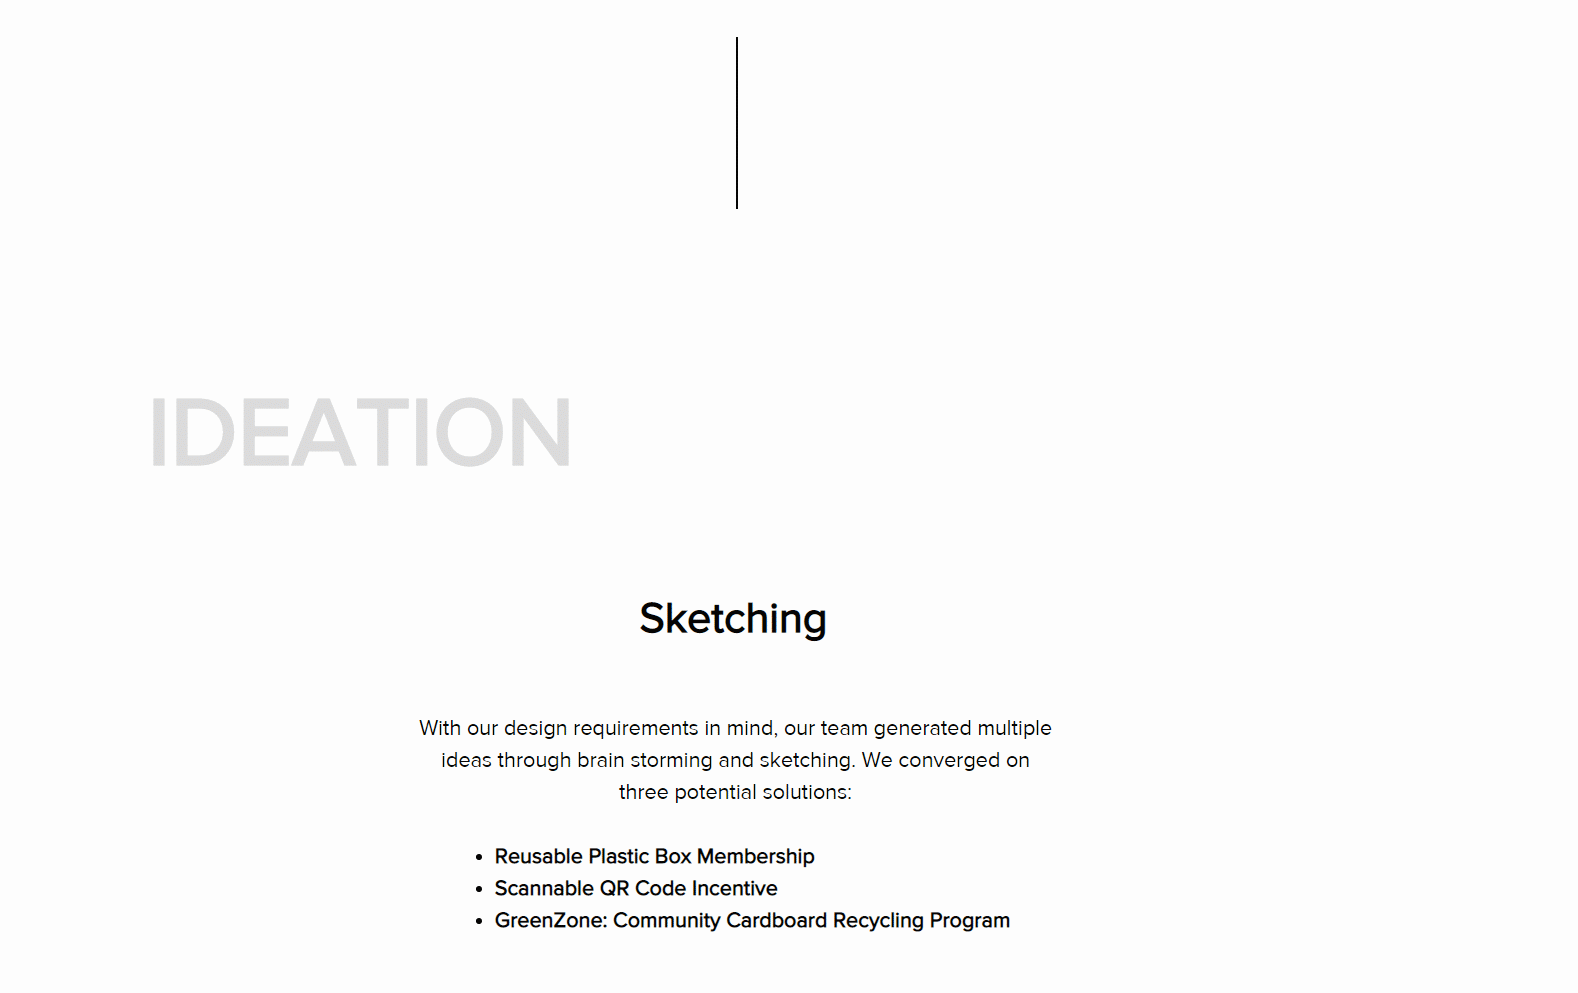 IDEATION
Sketching
With our design requirements in mind, our team generated multiple
ideas through brain storming and sketching. We converged on
three potential solutions:
• Reusable Plastic Box Membership
• Scannable QR Code Incentive
• GreenZone: Community Cardboard Recycling Program